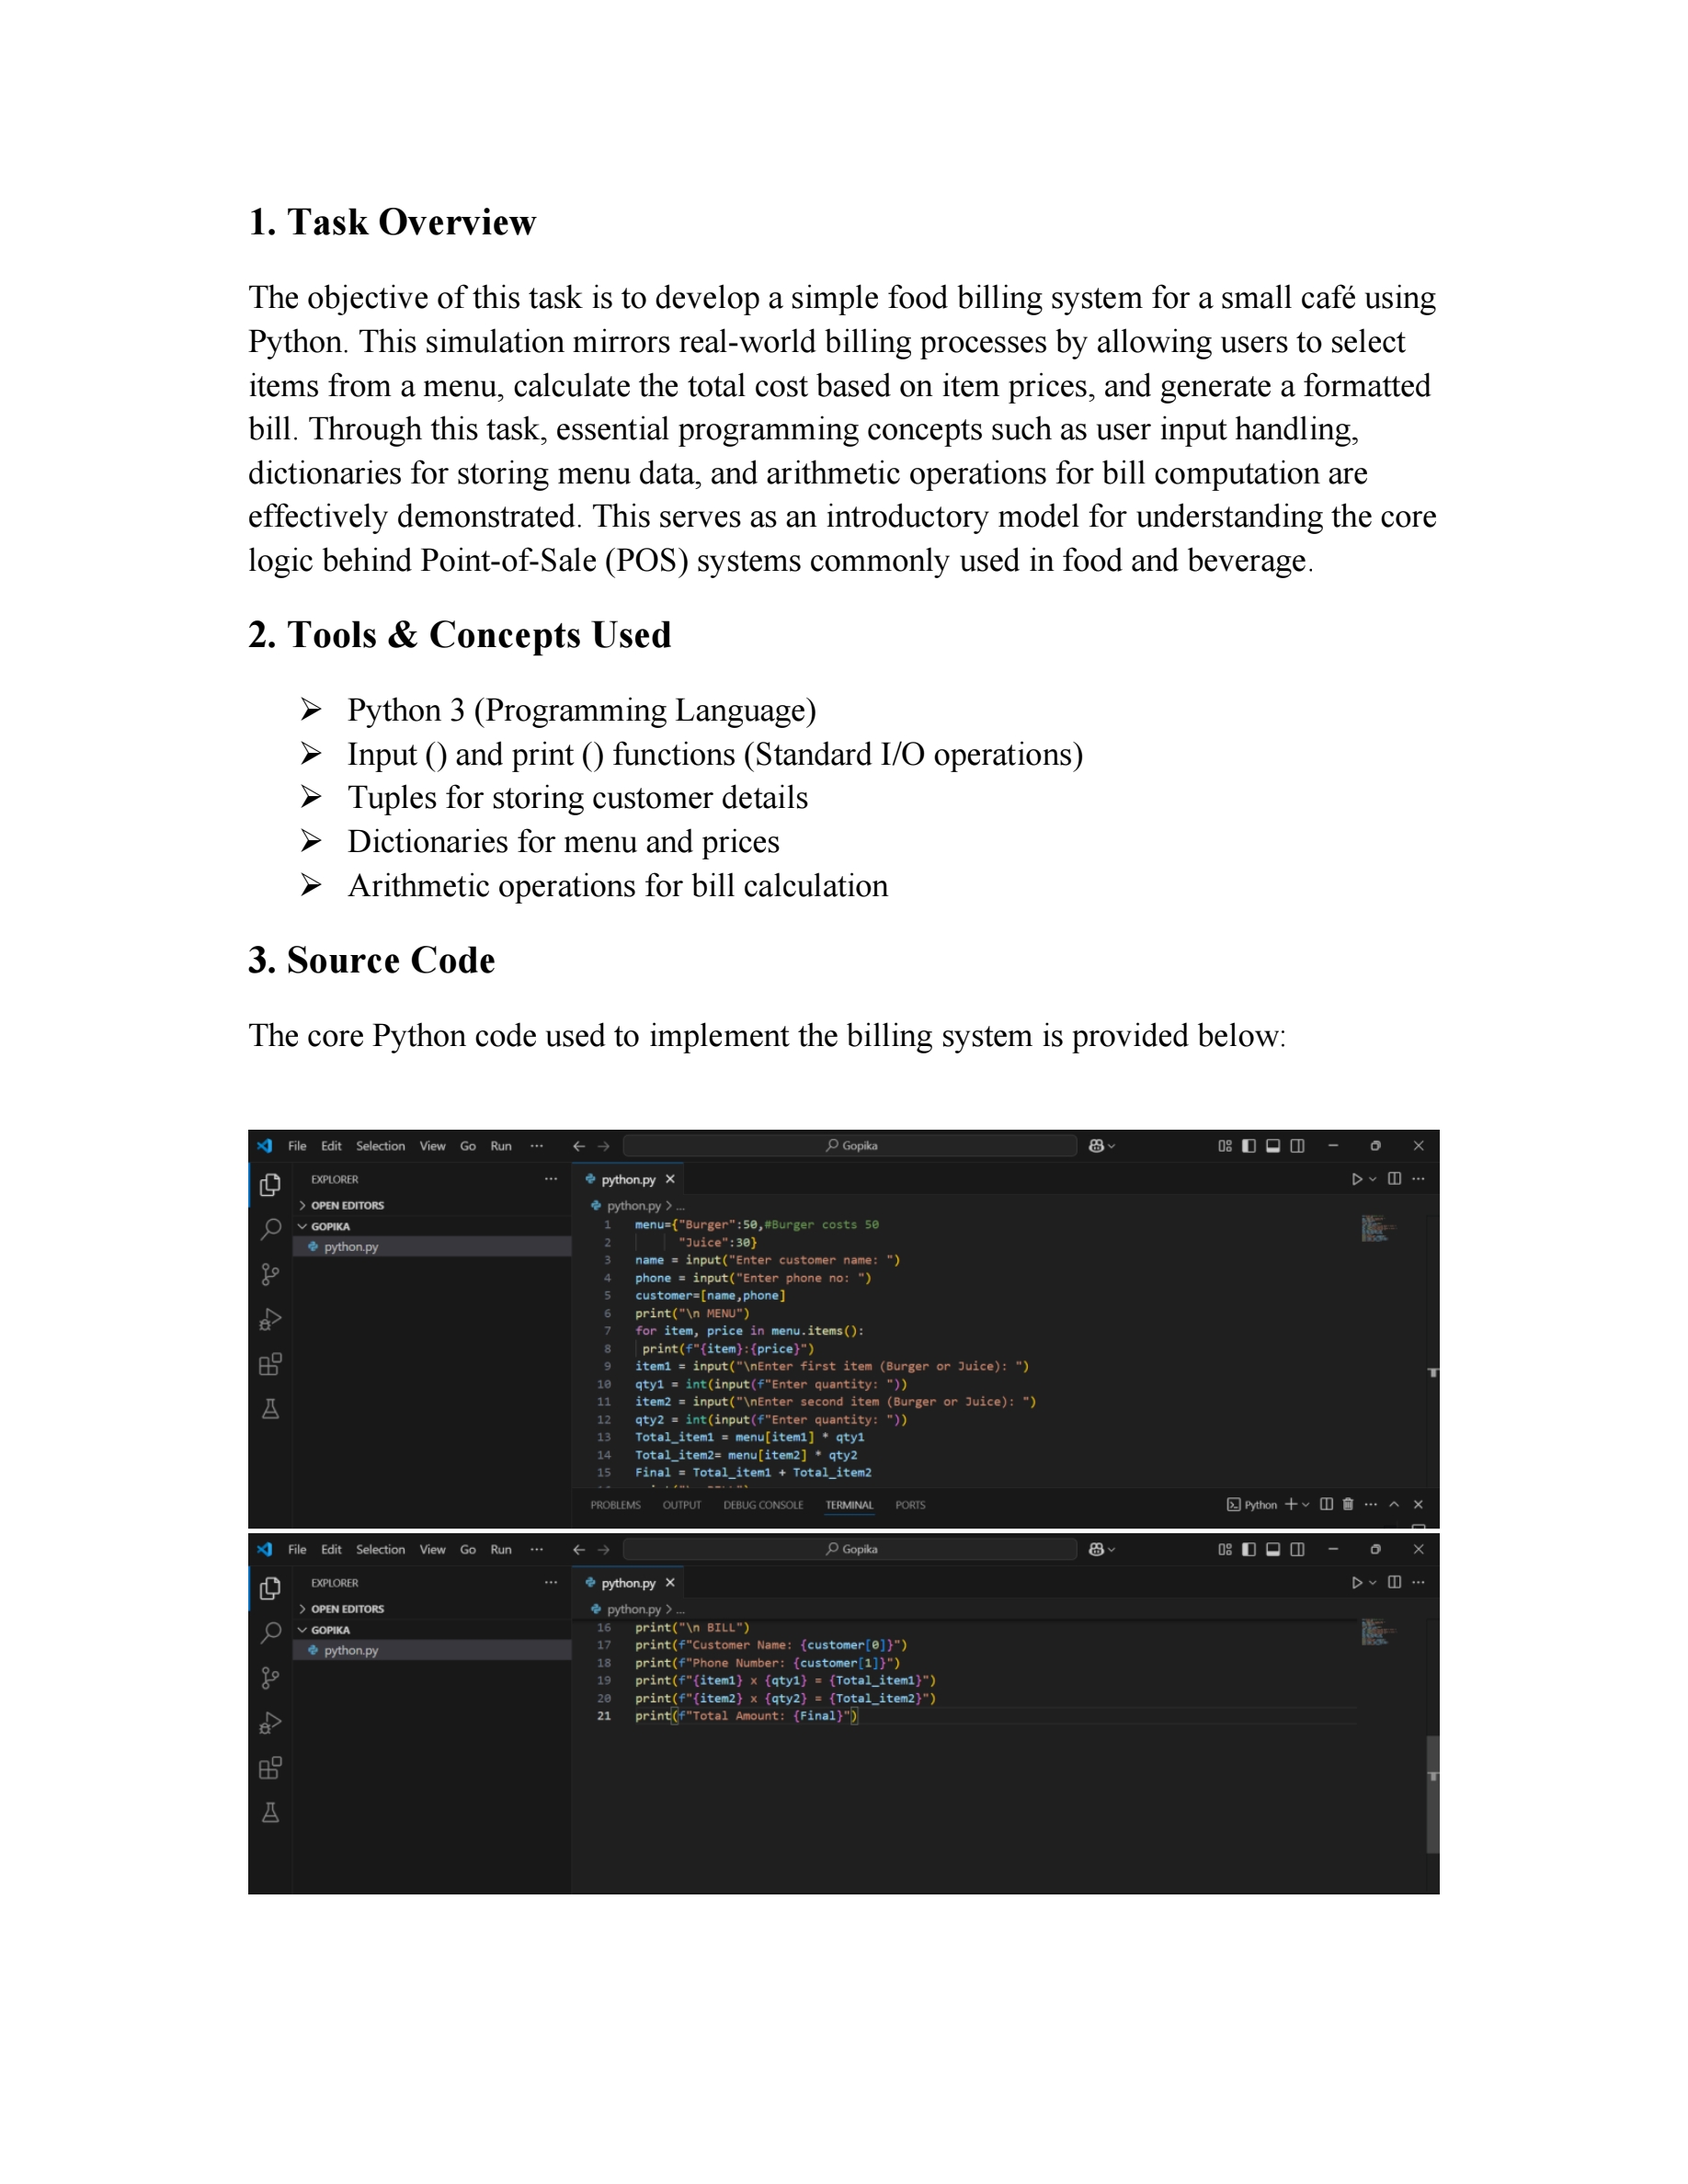 1. Task Overview
The objective of this task is to develop a simple food billing system for a small café using
Python. This simulation mirrors real-world billing processes by allowing users to select
items from a menu, calculate the total cost based on item prices, and generate a formatted
bill. Through this task, essential programming concepts such as user input handling,
dictionaries for storing menu data, and arithmetic operations for bill computation are
effectively demonstrated. This serves as an introductory model for understanding the core
logic behind Point-of-Sale (POS) systems commonly used in food and beverage.
2. Tools & Concepts Used
➢ Python 3 (Programming Language)
➢ Input () and print () functions (Standard I/O operations)
➢ Tuples for storing customer details
➢ Dictionaries for menu and prices
➢ Arithmetic operations for bill calculation
3. Source Code
The core Python code used to implement the billing system is provided below:
File Edit Selection View Go Run ··· Gopika
EXPLORER ··· python.py
OPEN EDITORS python.py > ...
GOPIKA
python.py
1 menu={"Burger":50,#Burger costs 50
2 "Juice":30}
3 name = input("Enter customer name: ")
4 phone = input("Enter phone no: ")
5 customer=[name,phone]
6 print("\n MENU")
7 for item, price in menu.items():
8 print(f"{item}:{price}")
9 item1 = input("\nEnter first item (Burger or Juice): ")
10 qty1 = int(input(f"Enter quantity: "))
11 item2 = input("\nEnter second item (Burger or Juice): ")
12 qty2 = int(input(f"Enter quantity: "))
13 Total_item1 = menu[item1] * qty1
14 Total_item2= menu[item2] * qty2
15 Final = Total_item1 + Total_item2
PROBLEMS OUTPUT DEBUG CONSOLE TERMINAL PORTS Python
File Edit Selection View Go Run ··· Gopika
EXPLORER ··· python.py
OPEN EDITORS python.py > ...
GOPIKA
python.py
16 print("\n BILL")
17 print(f"Customer Name: {customer[0]}")
18 print(f"Phone Number: {customer[1]}")
19 print(f"{item1} x {qty1} = {Total_item1}")
20 print(f"{item2} x {qty2} = {Total_item2}")
21 print(f"Total Amount: {Final}")